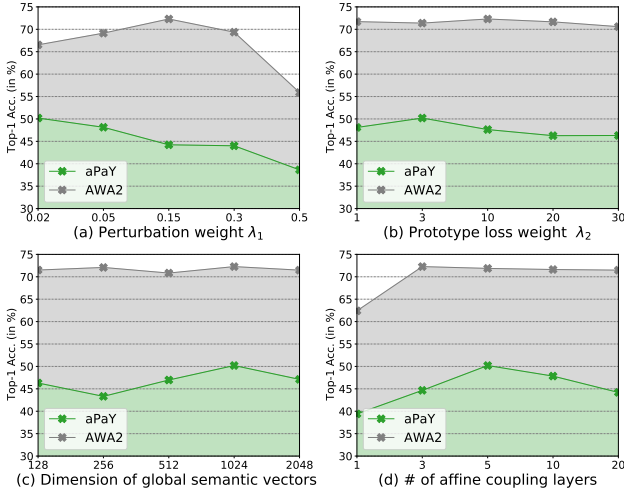 75
70
65
60
55
50
45
40
35
30
Top-1 Acc. (in %)
aPaY
AWA2
0.02 0.05 0.15 0.3 0.5
(a) Perturbation weight λ1
75
70
65
60
55
50
45
40
35
30
Top-1 Acc. (in %)
aPaY
AWA2
1 3 10 20 30
(b) Prototype loss weight λ2
75
70
65
60
55
50
45
40
35
30
Top-1 Acc. (in %)
aPaY
AWA2
128 256 512 1024 2048
(c) Dimension of global semantic vectors
75
70
65
60
55
50
45
40
35
30
Top-1 Acc. (in %)
aPaY
AWA2
1 3 5 10 20
(d) # of affine coupling layers